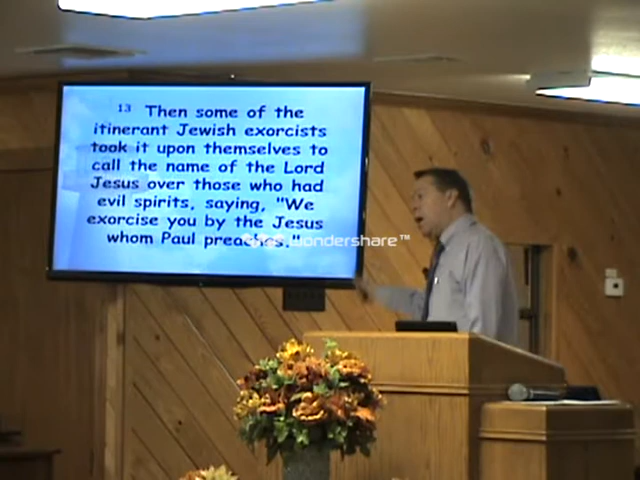 13 Then some of the
itinerant Jewish exorcists
took it upon themselves to
call the name of the Lord
Jesus over those who had
evil spirits, saying, "We
exorcise you by the Jesus
whom Paul preaches."
wondershare™